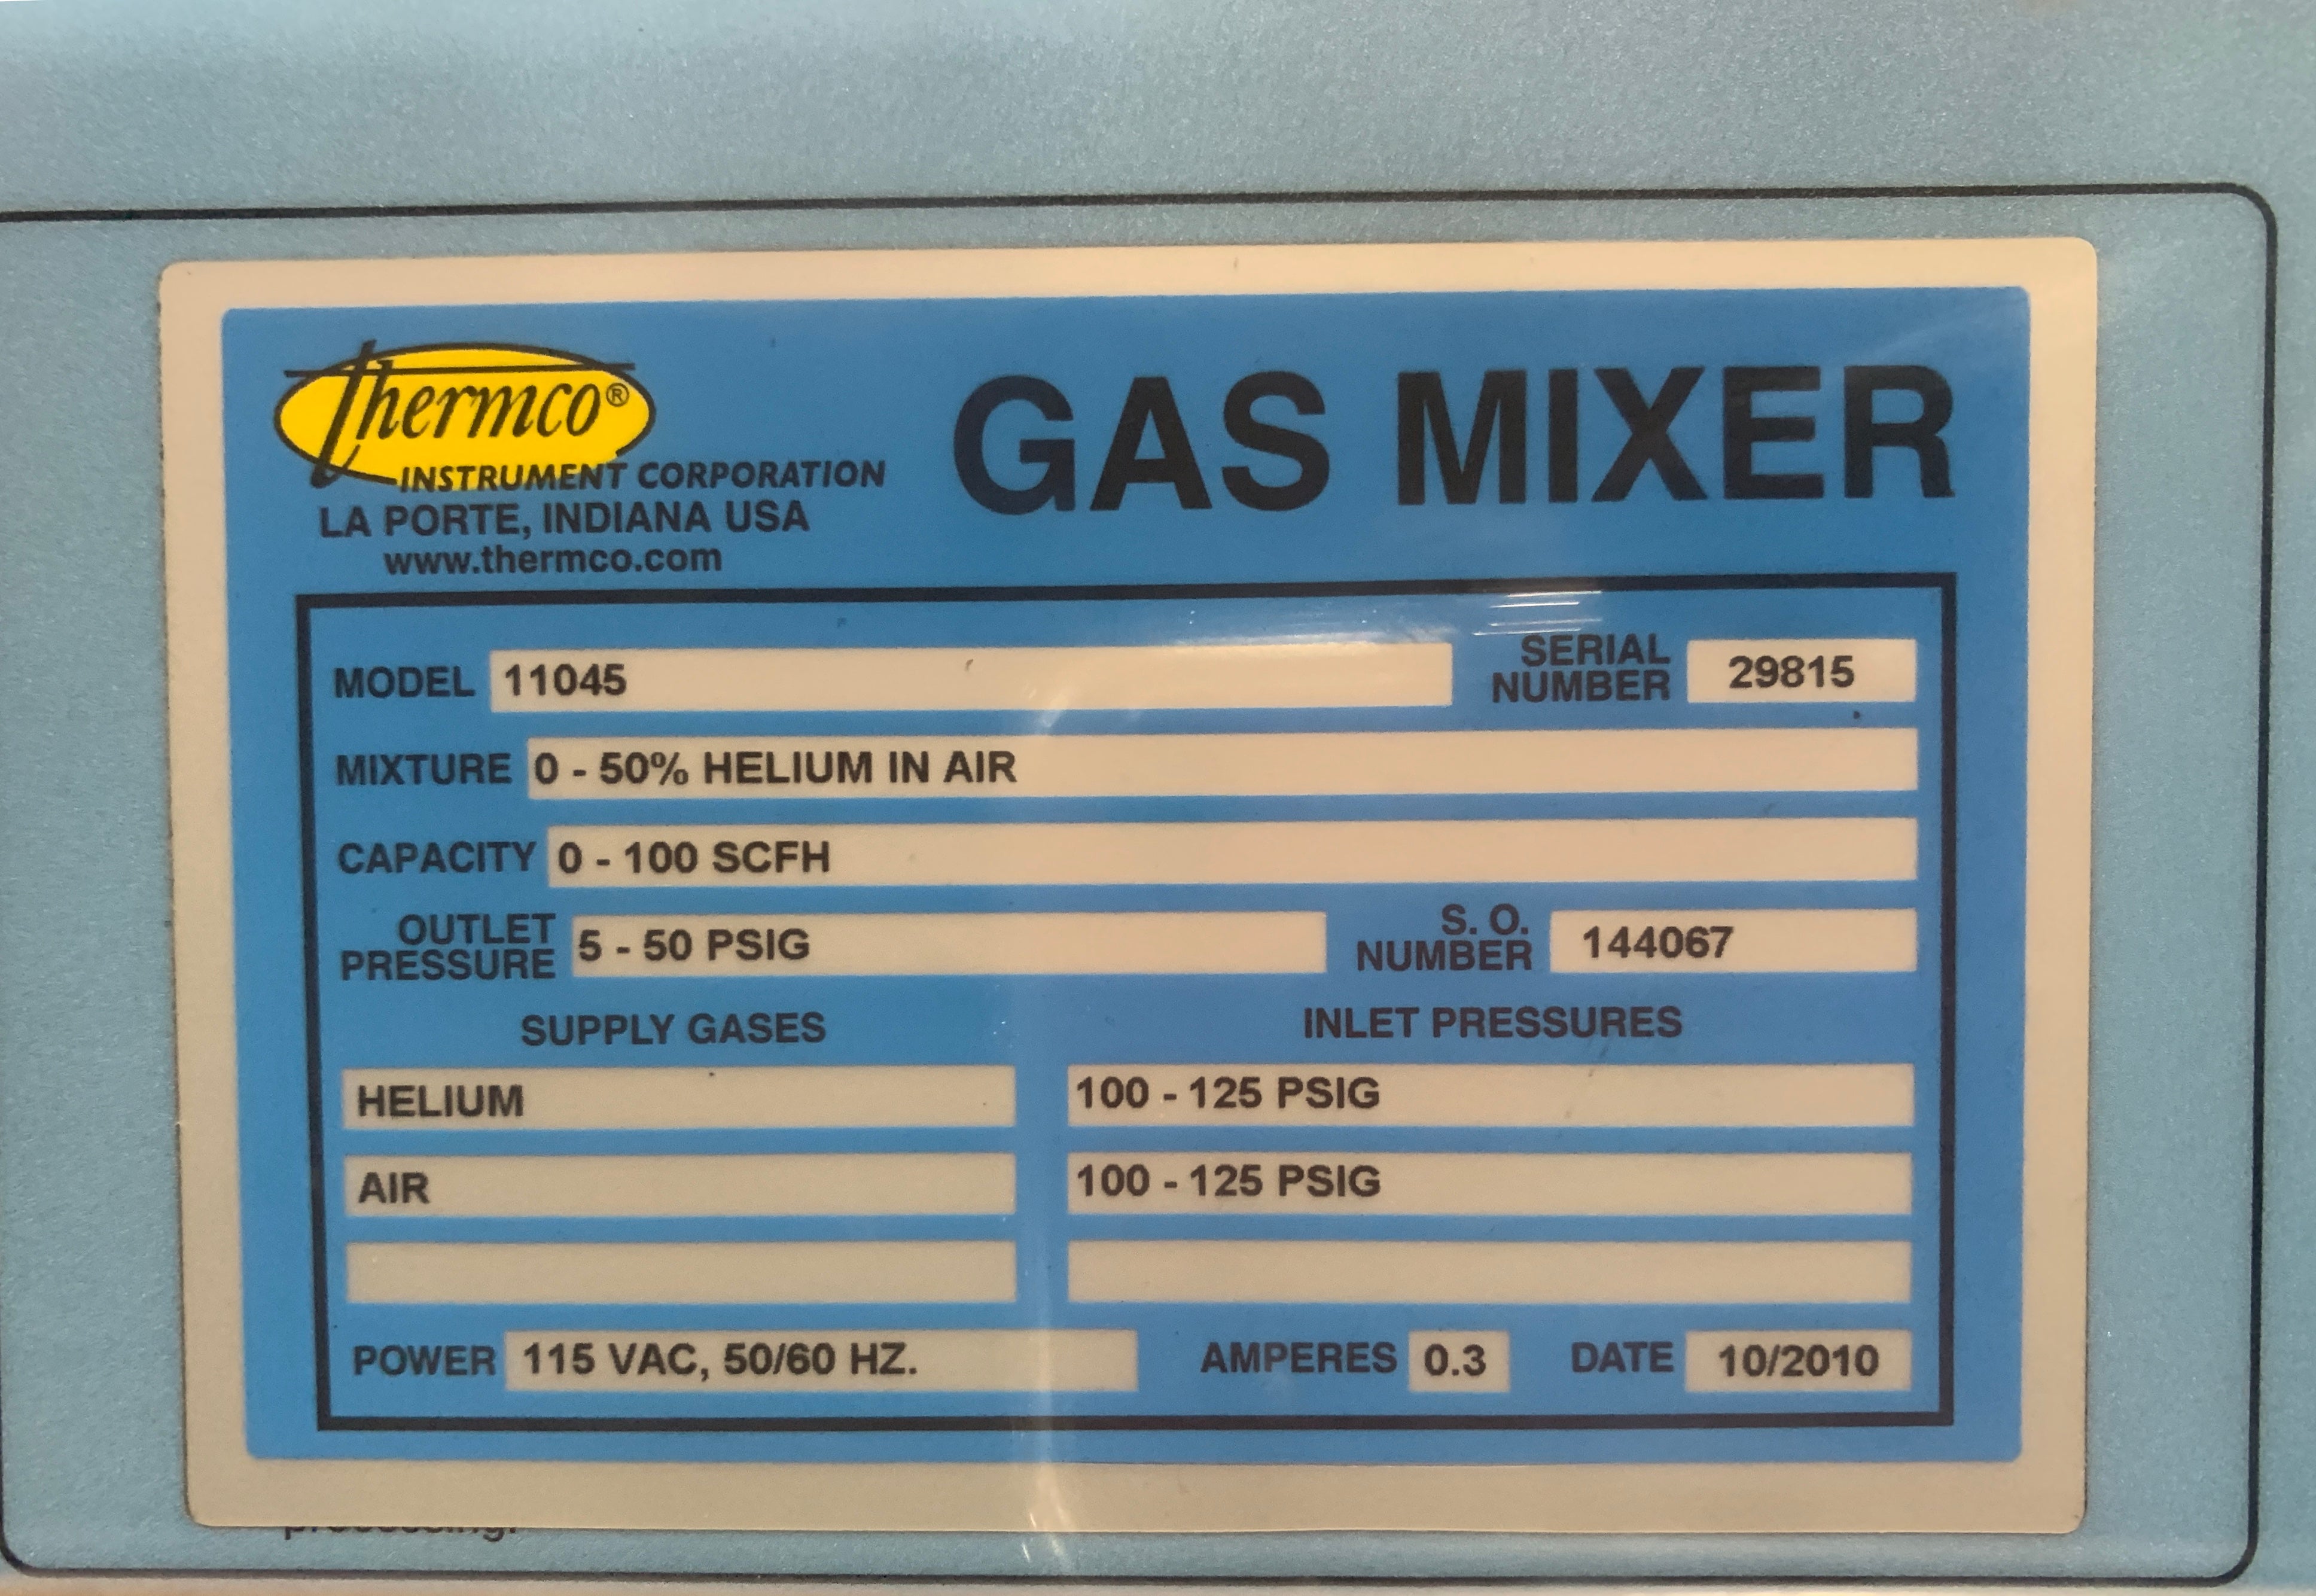 thermco®
INSTRUMENT CORPORATION
LA PORTE, INDIANA USA
www.thermco.com
GAS MIXER
MODEL 11045
SERIAL NUMBER 29815
MIXTURE 0 - 50% HELIUM IN AIR
CAPACITY 0 - 100 SCFH
OUTLET PRESSURE 5 - 50 PSIG
S. O. NUMBER 144067
SUPPLY GASES INLET PRESSURES
HELIUM 100 - 125 PSIG
AIR 100 - 125 PSIG
POWER 115 VAC, 50/60 HZ. AMPERES 0.3 DATE 10/2010
processing.